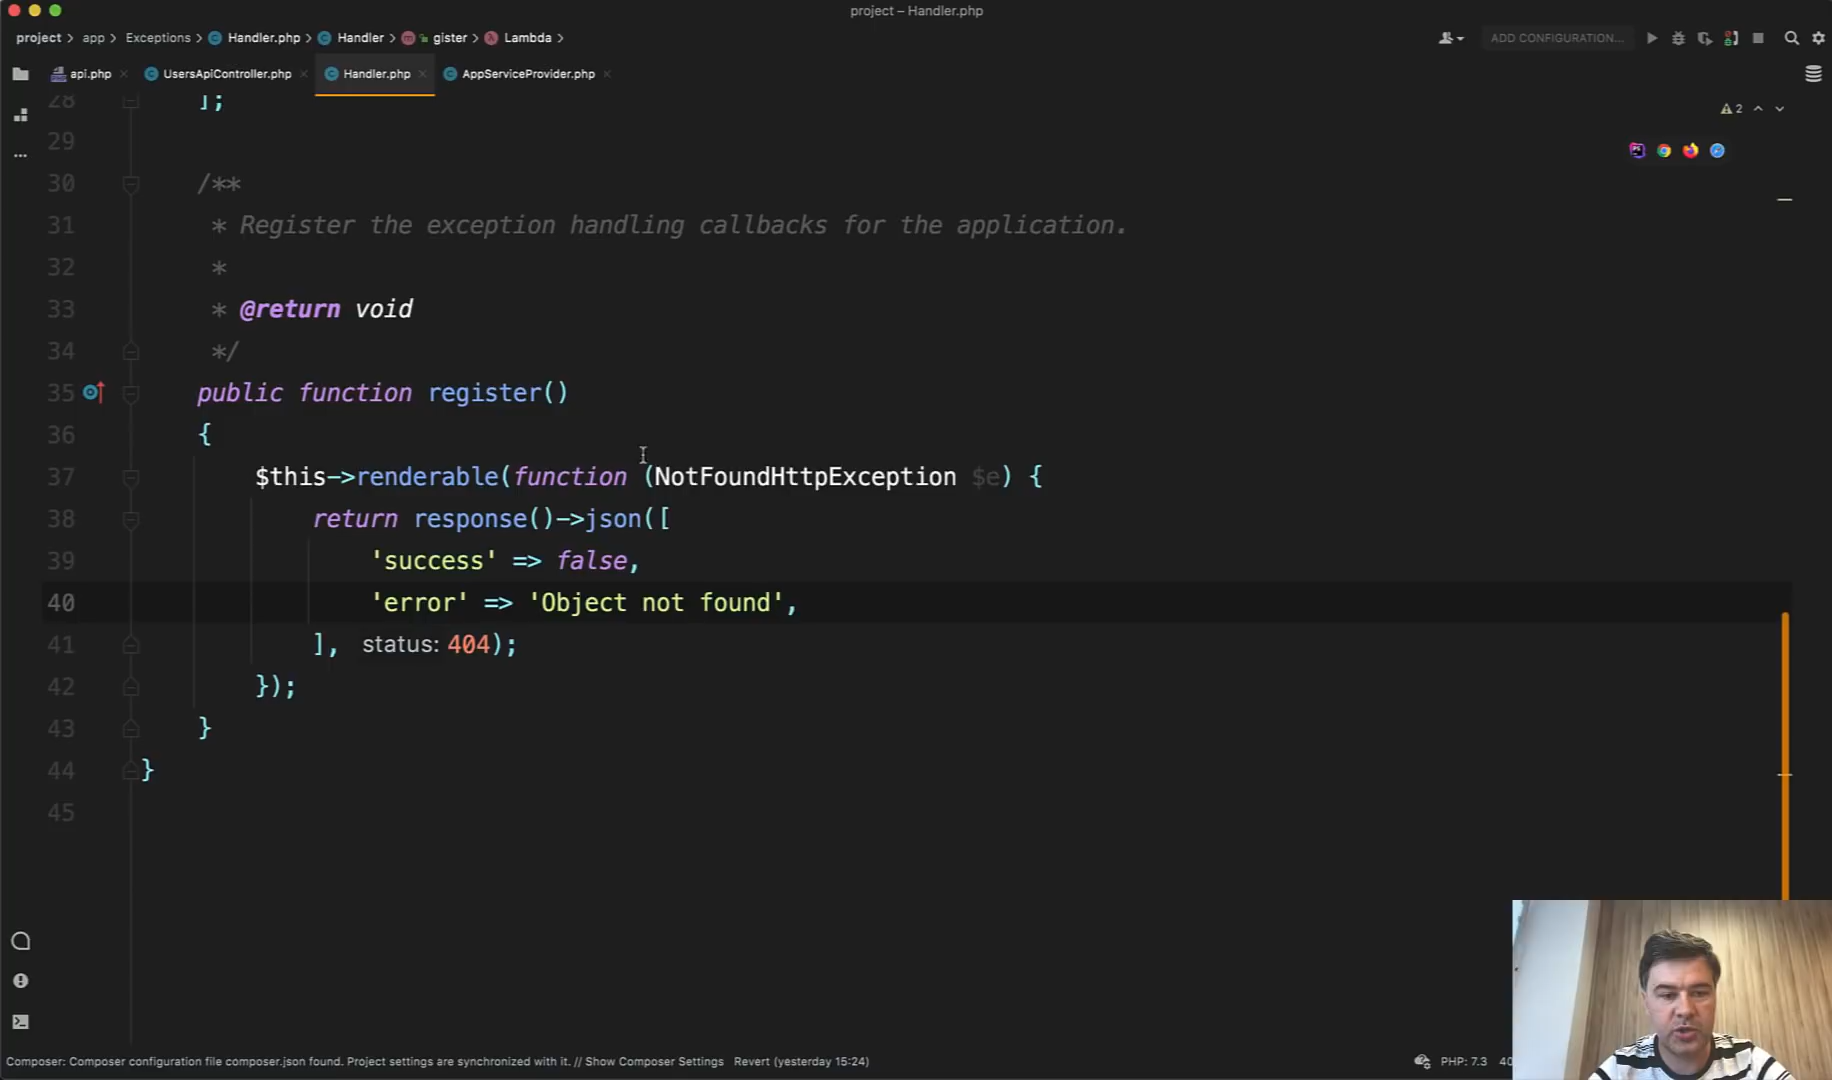 project – Handler.php
project > app > Exceptions > Handler.php > Handler > gister > Lambda >
ADD CONFIGURATION...
api.php
UsersApiController.php
Handler.php
AppServiceProvider.php
28 ];
2
29
30 /**
31 * Register the exception handling callbacks for the application.
32 *
33 * @return void
34 */
35 public function register()
36 {
37 $this->renderable(function (NotFoundHttpException $e) {
38 return response()->json([
39 'success' => false,
40 'error' => 'Object not found',
41 ], status: 404);
42 });
43 }
44 }
45
Composer: Composer configuration file composer.json found. Project settings are synchronized with it. // Show Composer Settings Revert (yesterday 15:24)
PHP: 7.3 40